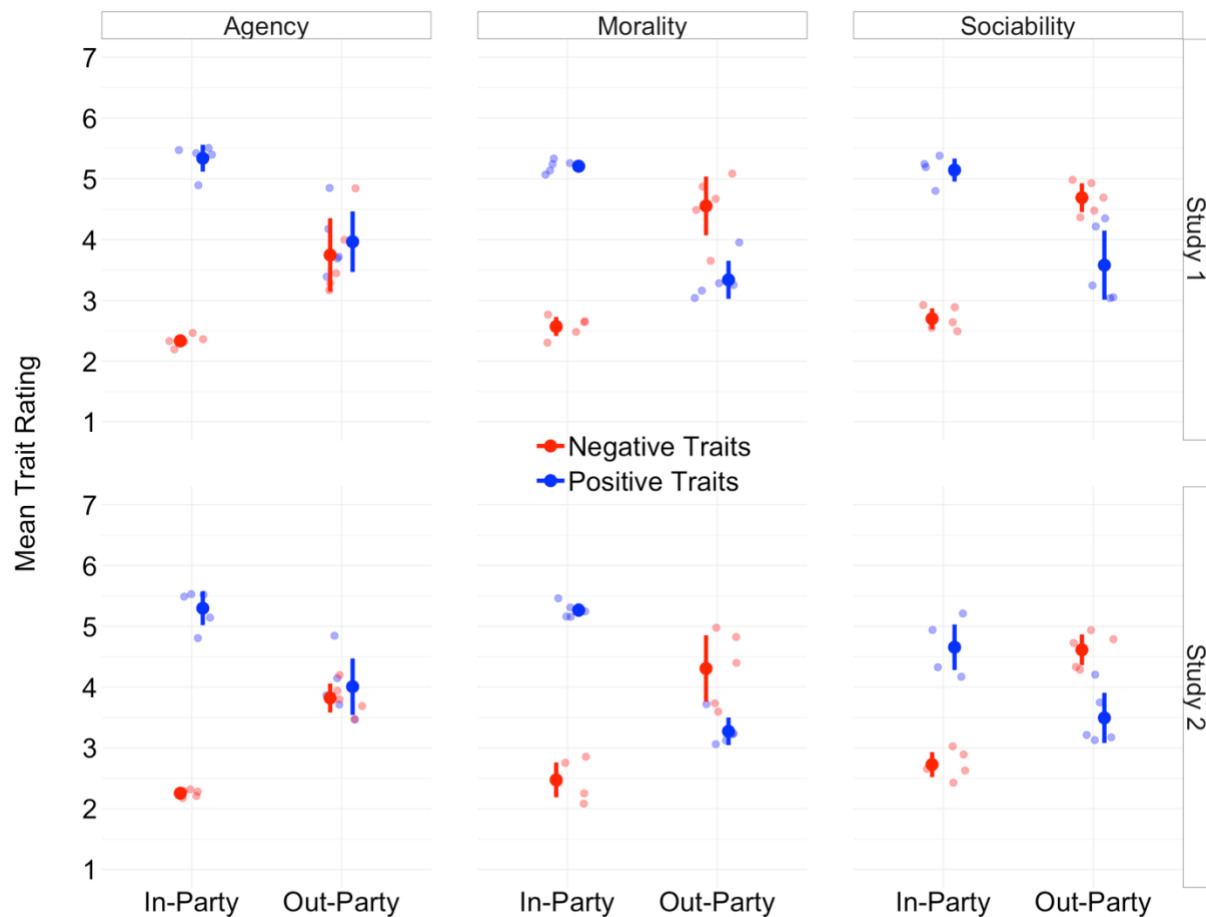 Agency
Morality
Sociability
7
6
5
4
3
2
1
Study 1
Mean Trait Rating
Negative Traits
Positive Traits
7
6
5
4
3
2
1
Study 2
In-Party
Out-Party
In-Party
Out-Party
In-Party
Out-Party